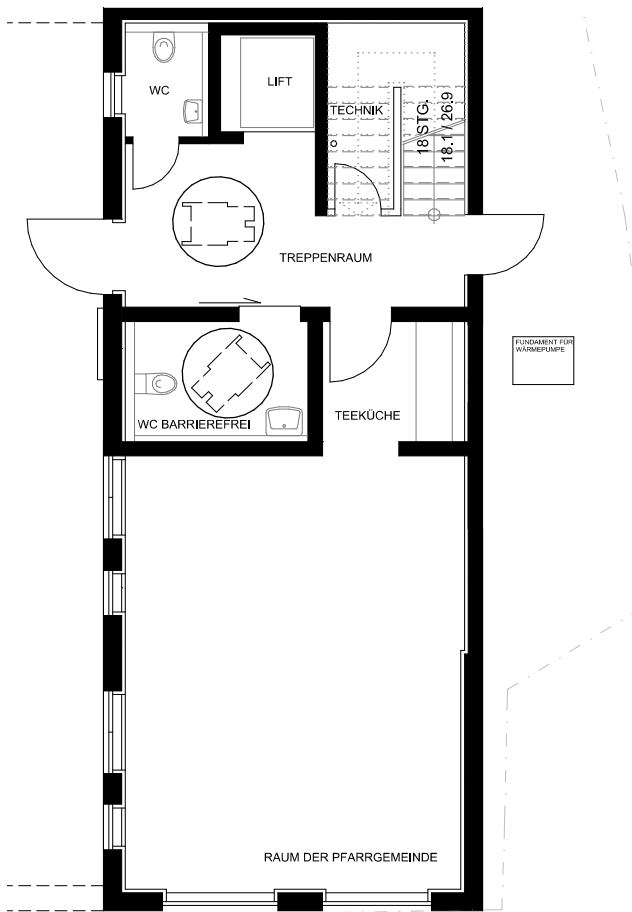 WC
LIFT
TECHNIK
18 STG.
18.1 / 26.9
TREPPENRAUM
FUNDAMENT FÜR
WÄRMEPUMPE
TEEKÜCHE
WC BARRIEREFREI
RAUM DER PFARRGEMEINDE